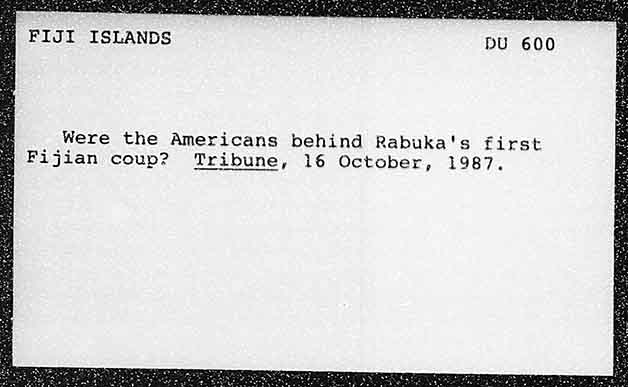 FIJI ISLANDS
DU 600
Were the Americans behind Rabuka's first
Fijian coup? Tribune, 16 October, 1987.